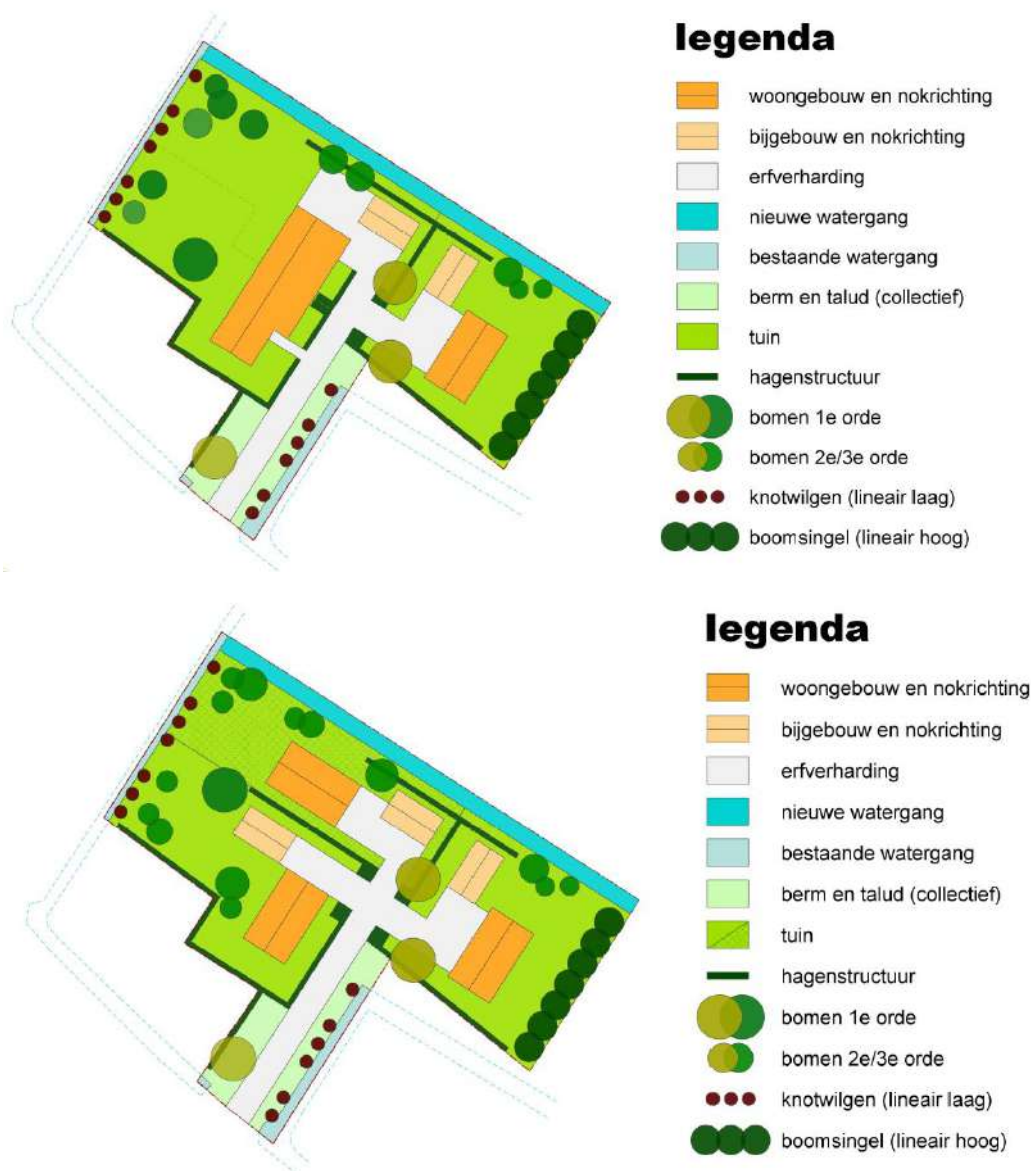 legenda
woongebouw en nokrichting
bijgebouw en nokrichting
erfverharding
nieuwe watergang
bestaande watergang
berm en talud (collectief)
tuin
hagenstructuur
bomen 1e orde
bomen 2e/3e orde
knotwilgen (lineair laag)
boomsingel (lineair hoog)
legenda
woongebouw en nokrichting
bijgebouw en nokrichting
erfverharding
nieuwe watergang
bestaande watergang
berm en talud (collectief)
tuin
hagenstructuur
bomen 1e orde
bomen 2e/3e orde
knotwilgen (lineair laag)
boomsingel (lineair hoog)